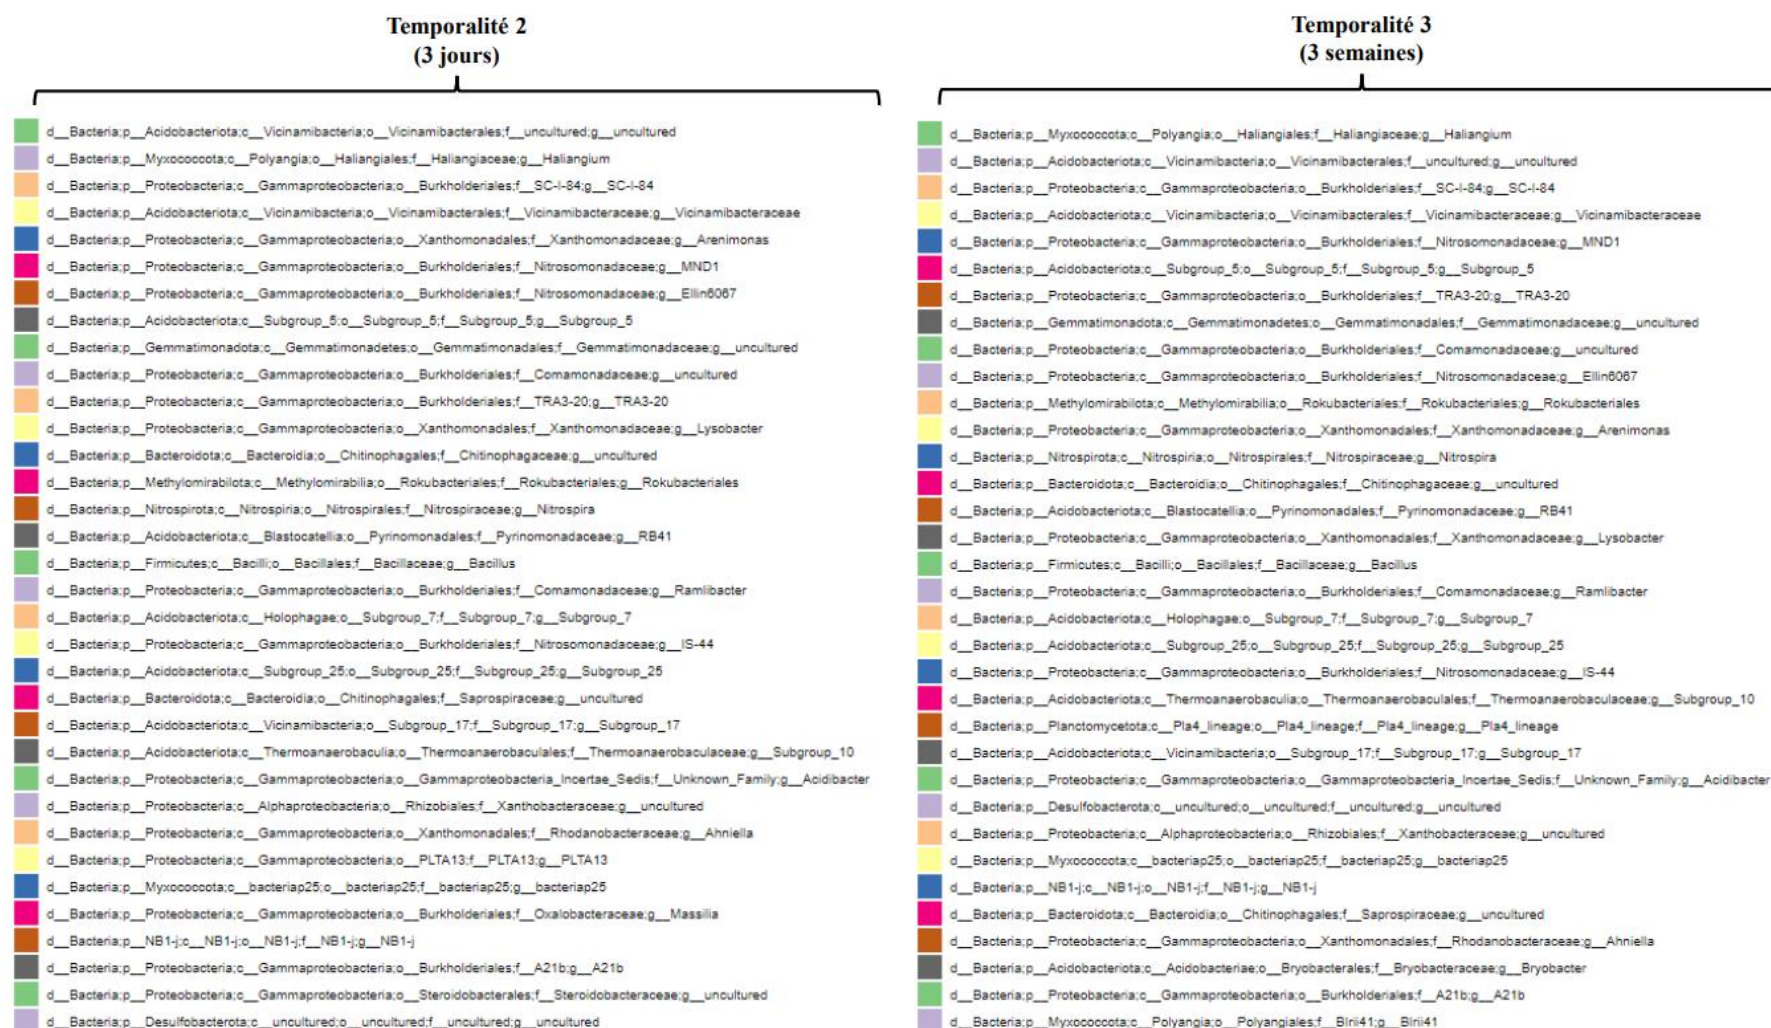 Temporalité 2
(3 jours)
d__Bacteria;p__Acidobacteriota;c__Vicinamibacteria;o__Vicinamibacterales;f__uncultured;g__uncultured
d__Bacteria;p__Myxococcota;c__Polyangia;o__Haliangiales;f__Haliangiaceae;g__Haliangium
d__Bacteria;p__Proteobacteria;c__Gammaproteobacteria;o__Burkholderiales;f__SC-I-84;g__SC-I-84
d__Bacteria;p__Acidobacteriota;c__Vicinamibacteria;o__Vicinamibacterales;f__Vicinamibacteraceae;g__Vicinamibacteraceae
d__Bacteria;p__Proteobacteria;c__Gammaproteobacteria;o__Xanthomonadales;f__Xanthomonadaceae;g__Arenimonas
d__Bacteria;p__Proteobacteria;c__Gammaproteobacteria;o__Burkholderiales;f__Nitrosomonadaceae;g__MND1
d__Bacteria;p__Proteobacteria;c__Gammaproteobacteria;o__Burkholderiales;f__Nitrosomonadaceae;g__Ellin6067
d__Bacteria;p__Acidobacteriota;c__Subgroup_5;o__Subgroup_5;f__Subgroup_5;g__Subgroup_5
d__Bacteria;p__Gemmatimonadota;c__Gemmatimonadetes;o__Gemmatimonadales;f__Gemmatimonadaceae;g__uncultured
d__Bacteria;p__Proteobacteria;c__Gammaproteobacteria;o__Burkholderiales;f__Comamonadaceae;g__uncultured
d__Bacteria;p__Proteobacteria;c__Gammaproteobacteria;o__Burkholderiales;f__TRA3-20;g__TRA3-20
d__Bacteria;p__Proteobacteria;c__Gammaproteobacteria;o__Xanthomonadales;f__Xanthomonadaceae;g__Lysobacter
d__Bacteria;p__Bacteroidota;c__Bacteroidia;o__Chitinophagales;f__Chitinophagaceae;g__uncultured
d__Bacteria;p__Methylomirabilota;c__Methylomirabilia;o__Rokubacteriales;f__Rokubacteriales;g__Rokubacteriales
d__Bacteria;p__Nitrospirota;c__Nitrospiria;o__Nitrospirales;f__Nitrospiraceae;g__Nitrospira
d__Bacteria;p__Acidobacteriota;c__Blastocatellia;o__Pyrinomonadales;f__Pyrinomonadaceae;g__RB41
d__Bacteria;p__Firmicutes;c__Bacilli;o__Bacillales;f__Bacillaceae;g__Bacillus
d__Bacteria;p__Proteobacteria;c__Gammaproteobacteria;o__Burkholderiales;f__Comamonadaceae;g__Ramlibacter
d__Bacteria;p__Acidobacteriota;c__Holophagae;o__Subgroup_7;f__Subgroup_7;g__Subgroup_7
d__Bacteria;p__Proteobacteria;c__Gammaproteobacteria;o__Burkholderiales;f__Nitrosomonadaceae;g__IS-44
d__Bacteria;p__Acidobacteriota;c__Subgroup_25;o__Subgroup_25;f__Subgroup_25;g__Subgroup_25
d__Bacteria;p__Bacteroidota;c__Bacteroidia;o__Chitinophagales;f__Saprospiraceae;g__uncultured
d__Bacteria;p__Acidobacteriota;c__Vicinamibacteria;o__Subgroup_17;f__Subgroup_17;g__Subgroup_17
d__Bacteria;p__Acidobacteriota;c__Thermoanaerobaculia;o__Thermoanaerobaculales;f__Thermoanaerobaculaceae;g__Subgroup_10
d__Bacteria;p__Proteobacteria;c__Gammaproteobacteria;o__Gammaproteobacteria_Incertae_Sedis;f__Unknown_Family;g__Acidibacter
d__Bacteria;p__Proteobacteria;c__Alphaproteobacteria;o__Rhizobiales;f__Xanthobacteraceae;g__uncultured
d__Bacteria;p__Proteobacteria;c__Gammaproteobacteria;o__Xanthomonadales;f__Rhodanobacteraceae;g__Ahniella
d__Bacteria;p__Proteobacteria;c__Gammaproteobacteria;o__PLTA13;f__PLTA13;g__PLTA13
d__Bacteria;p__Myxococcota;c__bacteriap25;o__bacteriap25;f__bacteriap25;g__bacteriap25
d__Bacteria;p__Proteobacteria;c__Gammaproteobacteria;o__Burkholderiales;f__Oxalobacteraceae;g__Massilia
d__Bacteria;p__NB1-j;c__NB1-j;o__NB1-j;f__NB1-j;g__NB1-j
d__Bacteria;p__Proteobacteria;c__Gammaproteobacteria;o__Burkholderiales;f__A21b;g__A21b
d__Bacteria;p__Proteobacteria;c__Gammaproteobacteria;o__Steroidobacterales;f__Steroidobacteraceae;g__uncultured
d__Bacteria;p__Desulfobacterota;c__uncultured;o__uncultured;f__uncultured;g__uncultured
Temporalité 3
(3 semaines)
d__Bacteria;p__Myxococcota;c__Polyangia;o__Haliangiales;f__Haliangiaceae;g__Haliangium
d__Bacteria;p__Acidobacteriota;c__Vicinamibacteria;o__Vicinamibacterales;f__uncultured;g__uncultured
d__Bacteria;p__Proteobacteria;c__Gammaproteobacteria;o__Burkholderiales;f__SC-I-84;g__SC-I-84
d__Bacteria;p__Acidobacteriota;c__Vicinamibacteria;o__Vicinamibacterales;f__Vicinamibacteraceae;g__Vicinamibacteraceae
d__Bacteria;p__Proteobacteria;c__Gammaproteobacteria;o__Burkholderiales;f__Nitrosomonadaceae;g__MND1
d__Bacteria;p__Acidobacteriota;c__Subgroup_5;o__Subgroup_5;f__Subgroup_5;g__Subgroup_5
d__Bacteria;p__Proteobacteria;c__Gammaproteobacteria;o__Burkholderiales;f__TRA3-20;g__TRA3-20
d__Bacteria;p__Gemmatimonadota;c__Gemmatimonadetes;o__Gemmatimonadales;f__Gemmatimonadaceae;g__uncultured
d__Bacteria;p__Proteobacteria;c__Gammaproteobacteria;o__Burkholderiales;f__Comamonadaceae;g__uncultured
d__Bacteria;p__Proteobacteria;c__Gammaproteobacteria;o__Burkholderiales;f__Nitrosomonadaceae;g__Ellin6067
d__Bacteria;p__Methylomirabilota;c__Methylomirabilia;o__Rokubacteriales;f__Rokubacteriales;g__Rokubacteriales
d__Bacteria;p__Proteobacteria;c__Gammaproteobacteria;o__Xanthomonadales;f__Xanthomonadaceae;g__Arenimonas
d__Bacteria;p__Nitrospirota;c__Nitrospiria;o__Nitrospirales;f__Nitrospiraceae;g__Nitrospira
d__Bacteria;p__Bacteroidota;c__Bacteroidia;o__Chitinophagales;f__Chitinophagaceae;g__uncultured
d__Bacteria;p__Acidobacteriota;c__Blastocatellia;o__Pyrinomonadales;f__Pyrinomonadaceae;g__RB41
d__Bacteria;p__Proteobacteria;c__Gammaproteobacteria;o__Xanthomonadales;f__Xanthomonadaceae;g__Lysobacter
d__Bacteria;p__Firmicutes;c__Bacilli;o__Bacillales;f__Bacillaceae;g__Bacillus
d__Bacteria;p__Proteobacteria;c__Gammaproteobacteria;o__Burkholderiales;f__Comamonadaceae;g__Ramlibacter
d__Bacteria;p__Acidobacteriota;c__Holophagae;o__Subgroup_7;f__Subgroup_7;g__Subgroup_7
d__Bacteria;p__Acidobacteriota;c__Subgroup_25;o__Subgroup_25;f__Subgroup_25;g__Subgroup_25
d__Bacteria;p__Proteobacteria;c__Gammaproteobacteria;o__Burkholderiales;f__Nitrosomonadaceae;g__IS-44
d__Bacteria;p__Acidobacteriota;c__Thermoanaerobaculia;o__Thermoanaerobaculales;f__Thermoanaerobaculaceae;g__Subgroup_10
d__Bacteria;p__Planctomycetota;c__Pla4_lineage;o__Pla4_lineage;f__Pla4_lineage;g__Pla4_lineage
d__Bacteria;p__Acidobacteriota;c__Vicinamibacteria;o__Subgroup_17;f__Subgroup_17;g__Subgroup_17
d__Bacteria;p__Proteobacteria;c__Gammaproteobacteria;o__Gammaproteobacteria_Incertae_Sedis;f__Unknown_Family;g__Acidibacter
d__Bacteria;p__Desulfobacterota;c__uncultured;o__uncultured;f__uncultured;g__uncultured
d__Bacteria;p__Proteobacteria;c__Alphaproteobacteria;o__Rhizobiales;f__Xanthobacteraceae;g__uncultured
d__Bacteria;p__Myxococcota;c__bacteriap25;o__bacteriap25;f__bacteriap25;g__bacteriap25
d__Bacteria;p__NB1-j;c__NB1-j;o__NB1-j;f__NB1-j;g__NB1-j
d__Bacteria;p__Bacteroidota;c__Bacteroidia;o__Chitinophagales;f__Saprospiraceae;g__uncultured
d__Bacteria;p__Proteobacteria;c__Gammaproteobacteria;o__Xanthomonadales;f__Rhodanobacteraceae;g__Ahniella
d__Bacteria;p__Acidobacteriota;c__Acidobacteriae;o__Bryobacterales;f__Bryobacteraceae;g__Bryobacter
d__Bacteria;p__Proteobacteria;c__Gammaproteobacteria;o__Burkholderiales;f__A21b;g__A21b
d__Bacteria;p__Myxococcota;c__Polyangia;o__Polyangiales;f__BIrii41;g__BIrii41